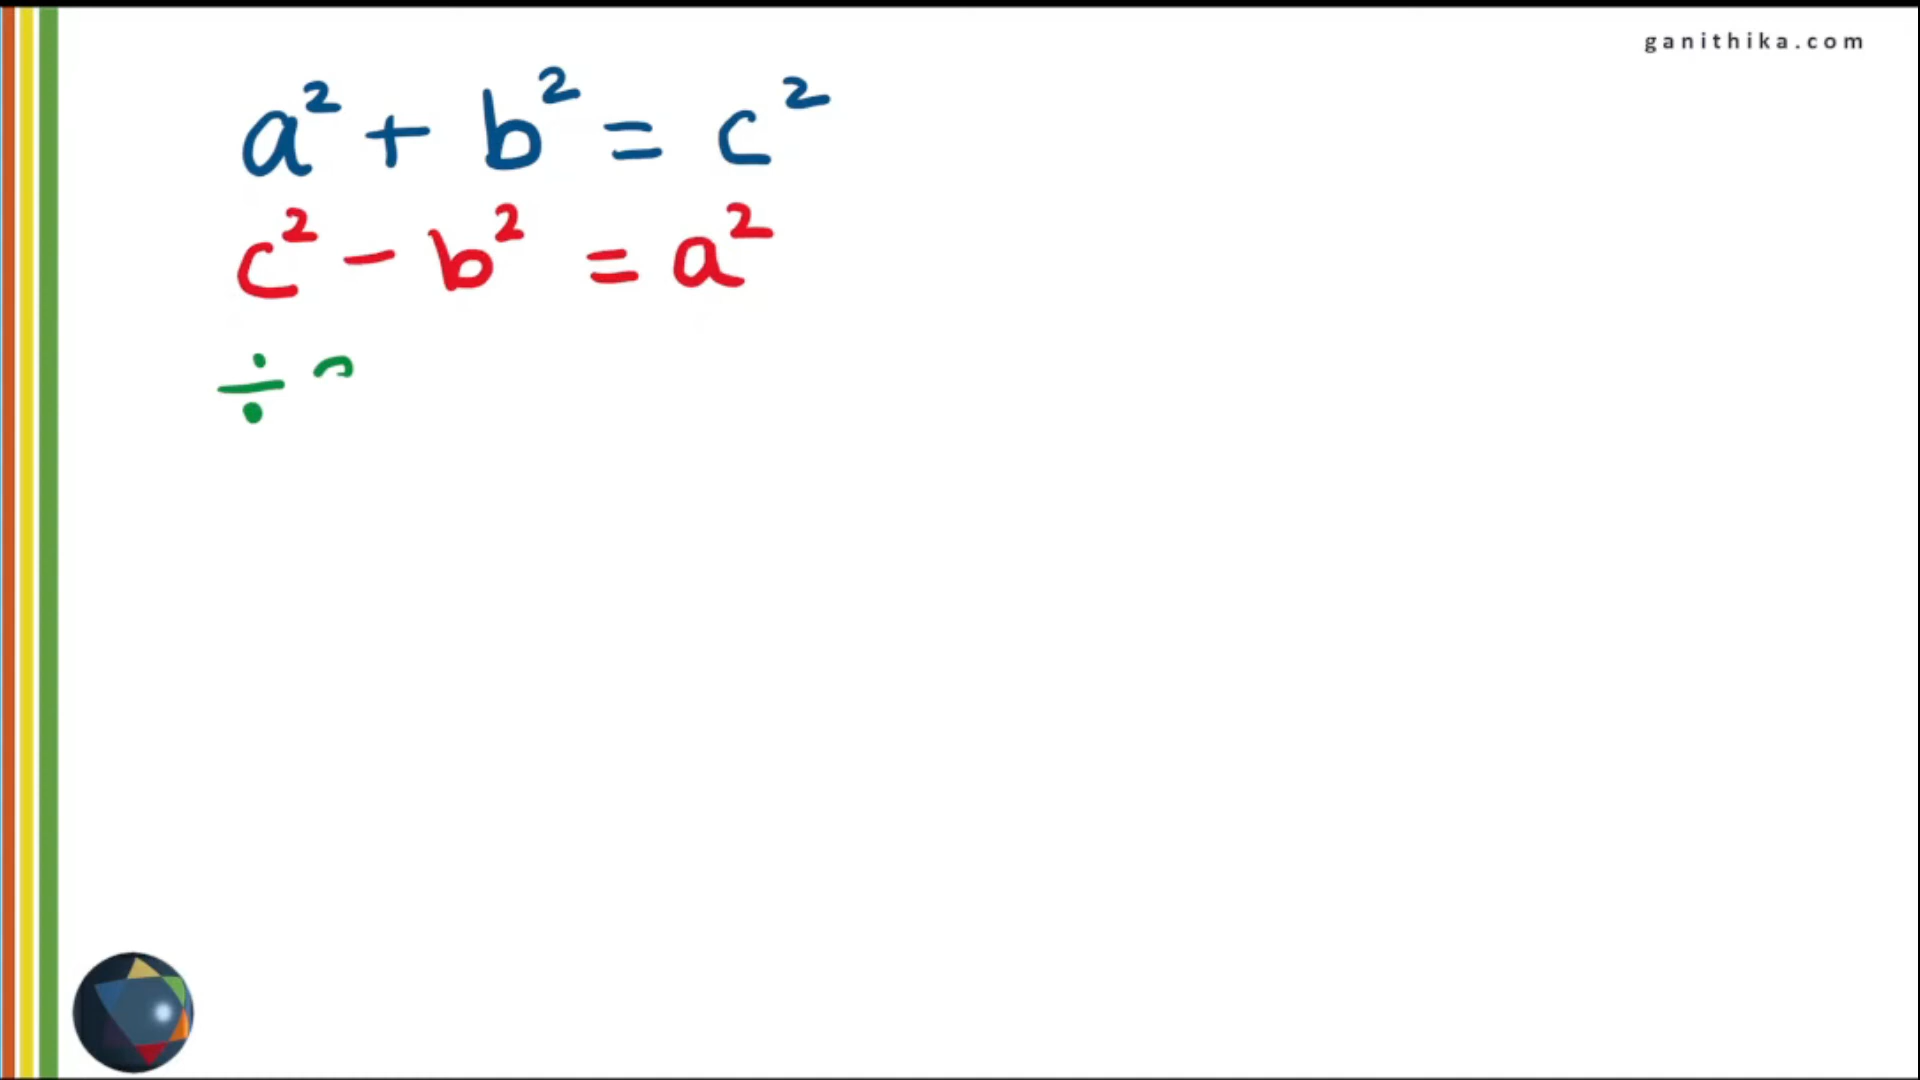 ganithika.com
a² + b² = c²
c² - b² = a²
÷